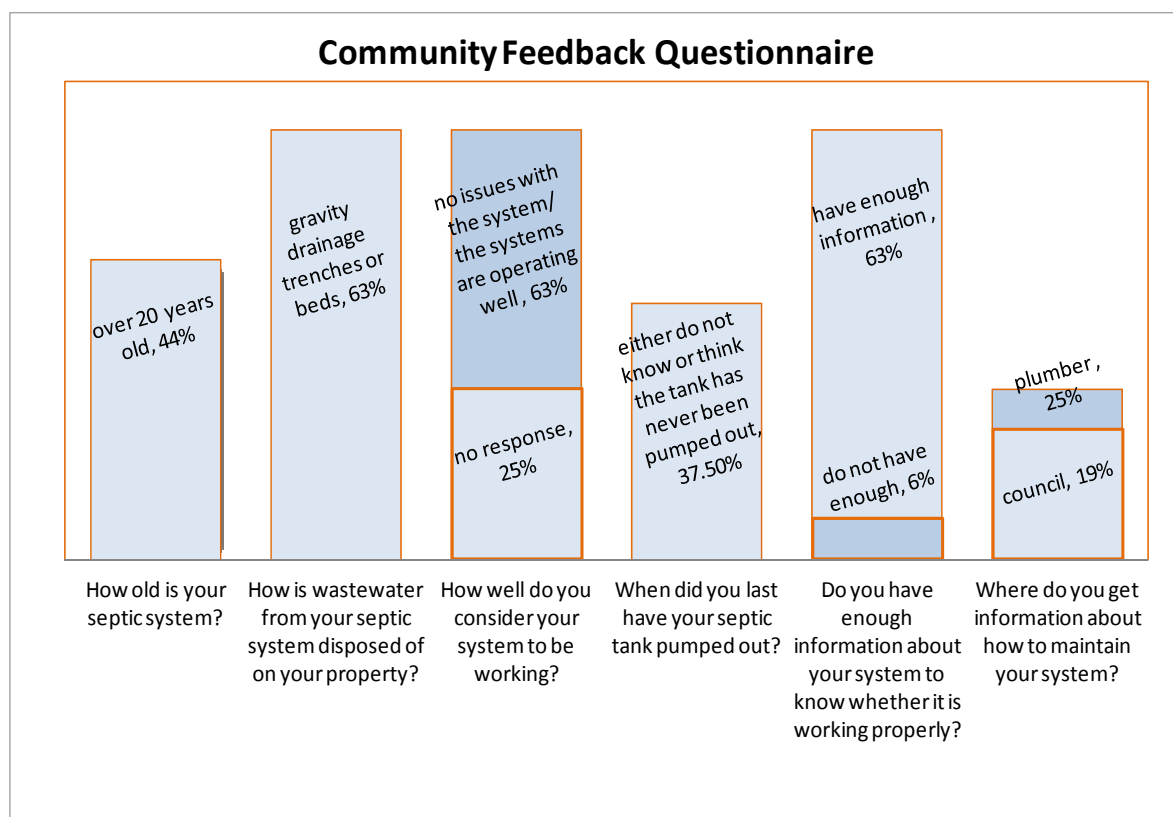 Community Feedback Questionnaire
over 20 years
old, 44%
gravity
drainage
trenches or
beds, 63%
no issues with
the system/
the systems
are operating
well , 63%
no response,
25%
either do not
know or think
the tank has
never been
pumped out,
37.50%
have enough
information ,
63%
do not have
enough, 6%
plumber ,
25%
council, 19%
How old is your
septic system?
How is wastewater
from your septic
system disposed of
on your property?
How well do you
consider your
system to be
working?
When did you last
have your septic
tank pumped out?
Do you have
enough
information about
your system to
know whether it is
working properly?
Where do you get
information about
how to maintain
your system?